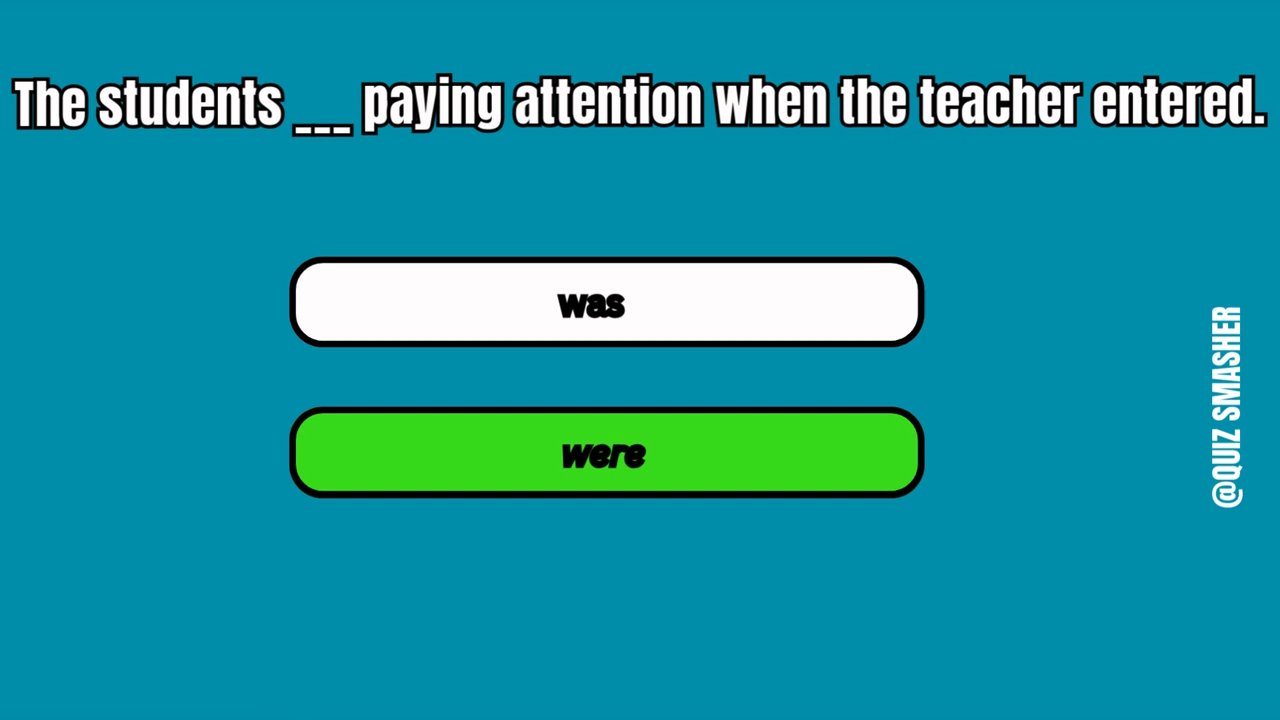 The students ___ paying attention when the teacher entered.
was
were
@QUIZ SMASHER